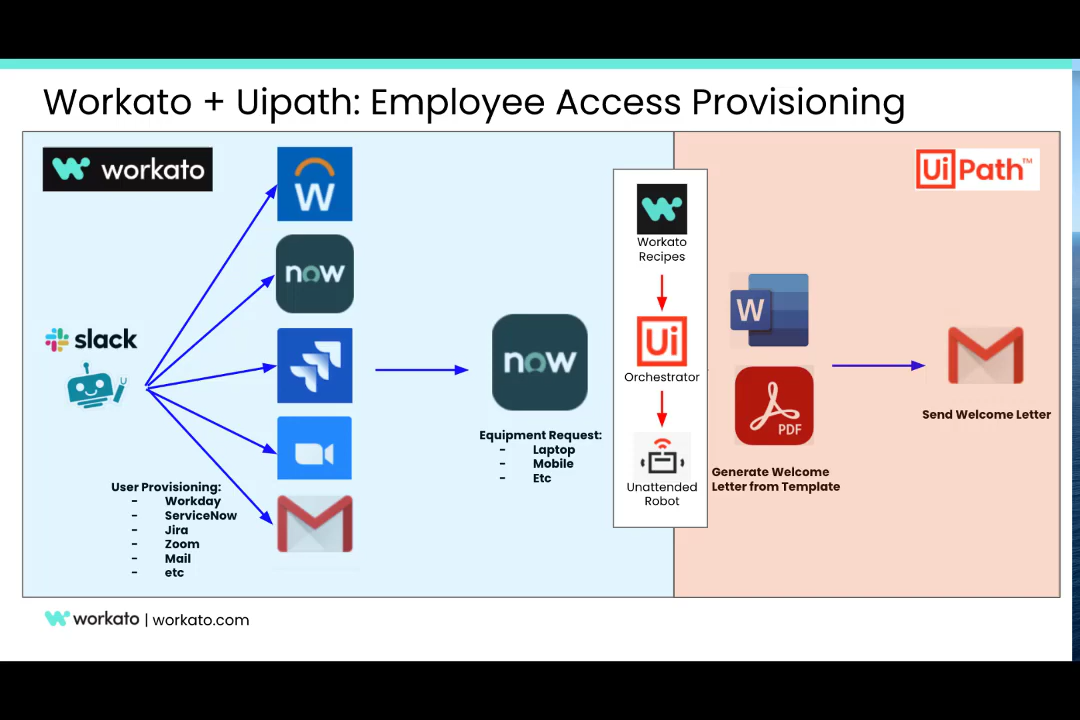 Workato + Uipath: Employee Access Provisioning
workato
W
now
slack
User Provisioning:
- Workday
- ServiceNow
- Jira
- Zoom
- Mail
- etc
now
Equipment Request:
- Laptop
- Mobile
- Etc
Workato
Recipes
Ui
Orchestrator
Unattended
Robot
UiPath™
W
PDF
Generate Welcome
Letter from Template
Send Welcome Letter
workato | workato.com